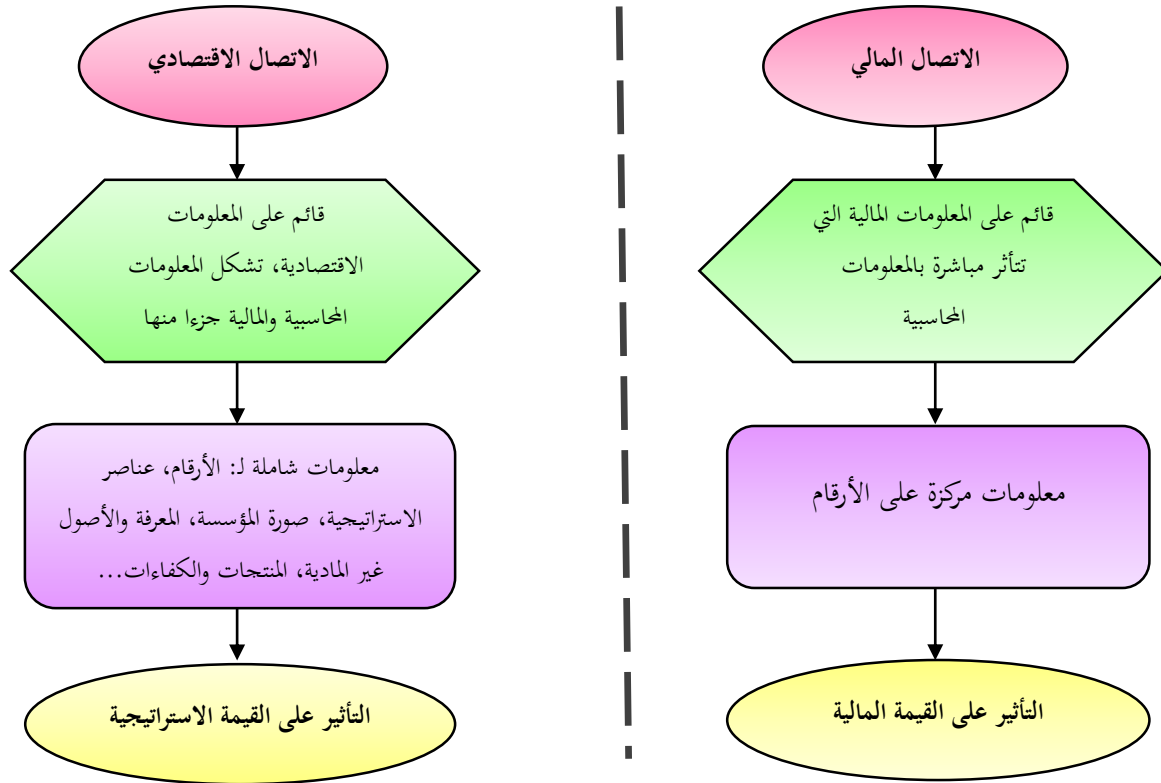 الاتصال المالي
قائم على المعلومات المالية التي
تتأثر مباشرة بالمعلومات
المحاسبية
معلومات مركزة على الأرقام
التأثير على القيمة المالية
الاتصال الاقتصادي
قائم على المعلومات
الاقتصادية، تشكل المعلومات
المحاسبية والمالية جزءا منها
معلومات شاملة لـ: الأرقام، عناصر
الاستراتيجية، صورة المؤسسة، المعرفة والأصول
غير المادية، المنتجات والكفاءات...
التأثير على القيمة الاستراتيجية